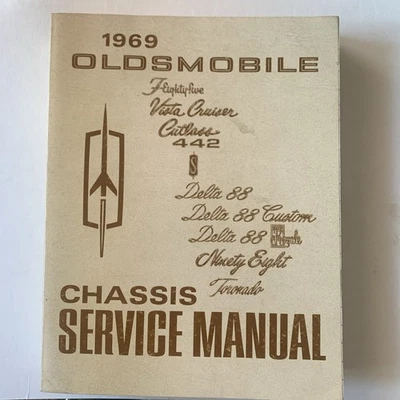 1969
OLDSMOBILE
F-Eighty-five
Vista Cruiser
Cutlass
442
S
Delta 88
Delta 88 Custom
Delta 88 Royale
Ninety Eight
Toronado
CHASSIS
SERVICE MANUAL